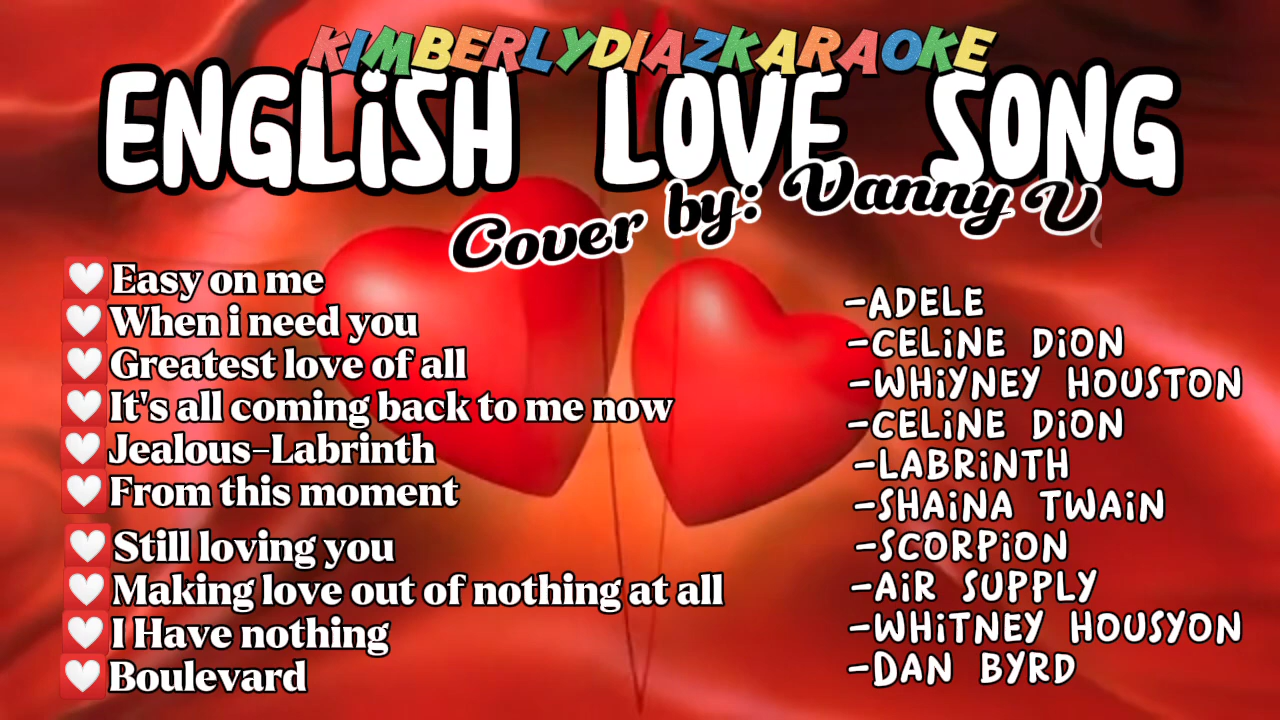 KIMBERLYDIAZKARAOKE
ENGLiSH LOVE SONG
Cover by: Vanny V
Easy on me
When i need you
Greatest love of all
It's all coming back to me now
Jealous-Labrinth
From this moment
Still loving you
Making love out of nothing at all
I Have nothing
Boulevard
-ADELE
-CELiNE DiON
-WHiYNEY HOUSTON
-CELiNE DiON
-LABRiNTH
-SHAiNA TWAiN
-SCORPiON
-AiR SUPPLY
-WHiTNEY HOUSYON
-DAN BYRD